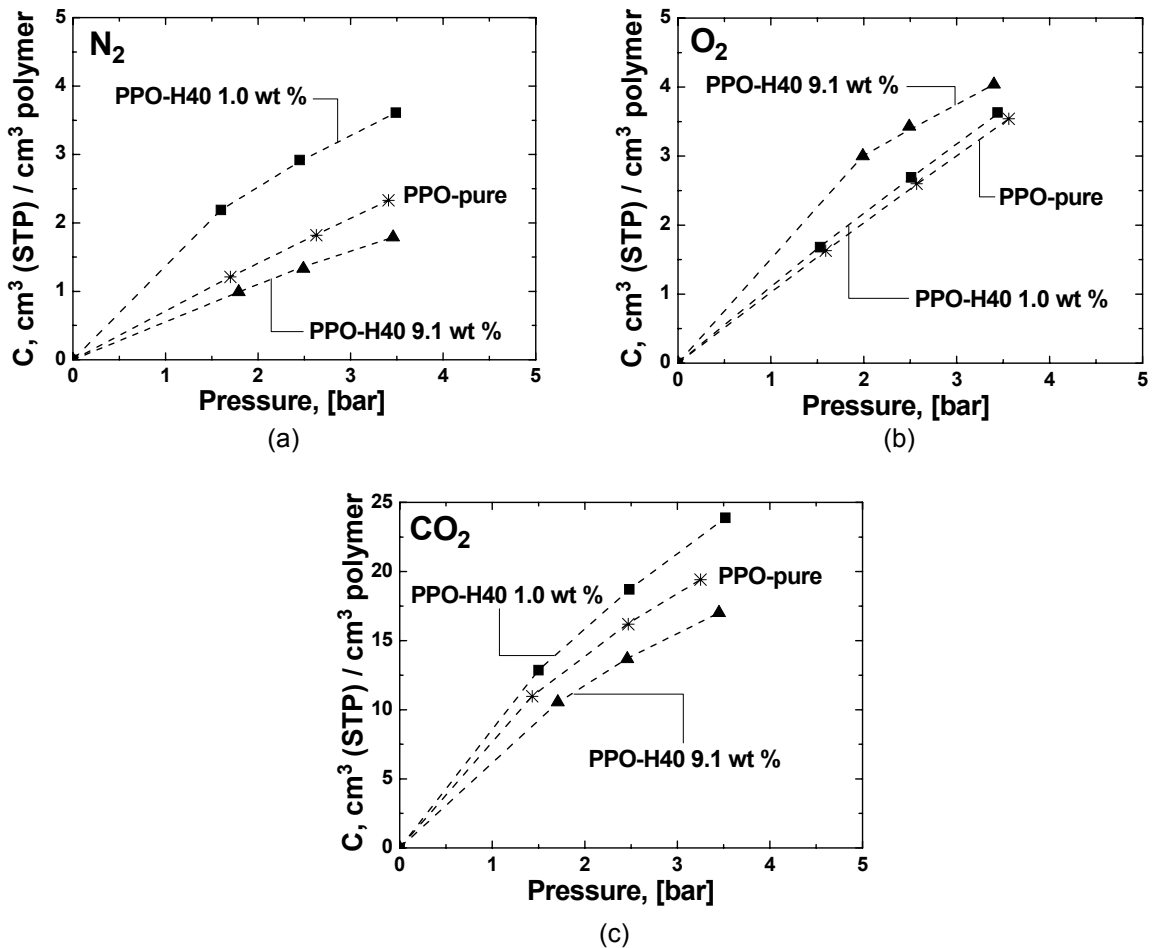 N₂
C, cm³ (STP) / cm³ polymer
5
4
3
2
1
0
PPO-H40 1.0 wt %
PPO-pure
PPO-H40 9.1 wt %
0 1 2 3 4 5
Pressure, [bar]
(a)
O₂
C, cm³ (STP) / cm³ polymer
5
4
3
2
1
0
PPO-H40 9.1 wt %
PPO-pure
PPO-H40 1.0 wt %
0 1 2 3 4 5
Pressure, [bar]
(b)
CO₂
C, cm³ (STP) / cm³ polymer
25
20
15
10
5
0
PPO-pure
PPO-H40 1.0 wt %
PPO-H40 9.1 wt %
0 1 2 3 4 5
Pressure, [bar]
(c)